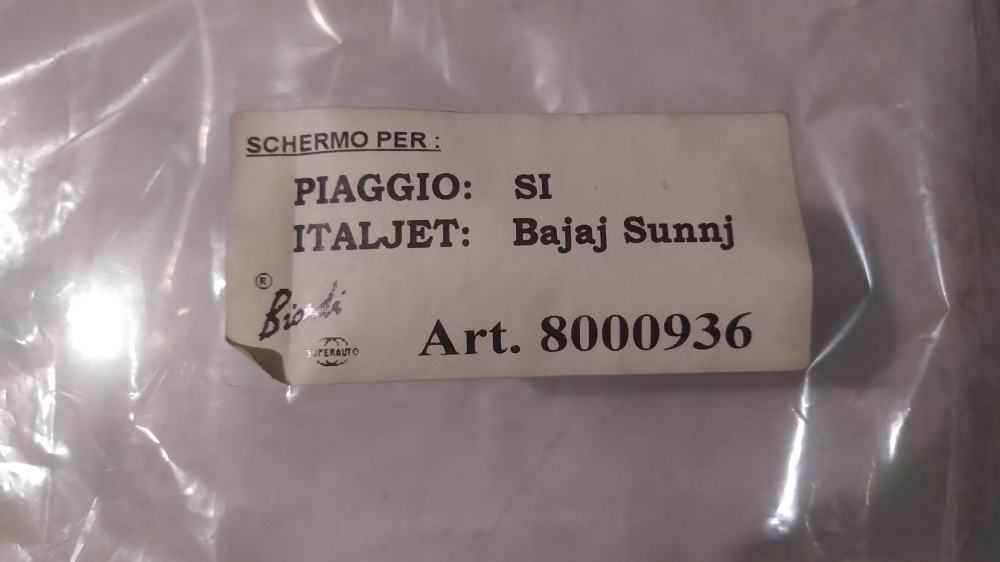 SCHERMO PER :
PIAGGIO: SI
ITALJET: Bajaj Sunnj
®
Biondi
SUPERAUTO
Art. 8000936